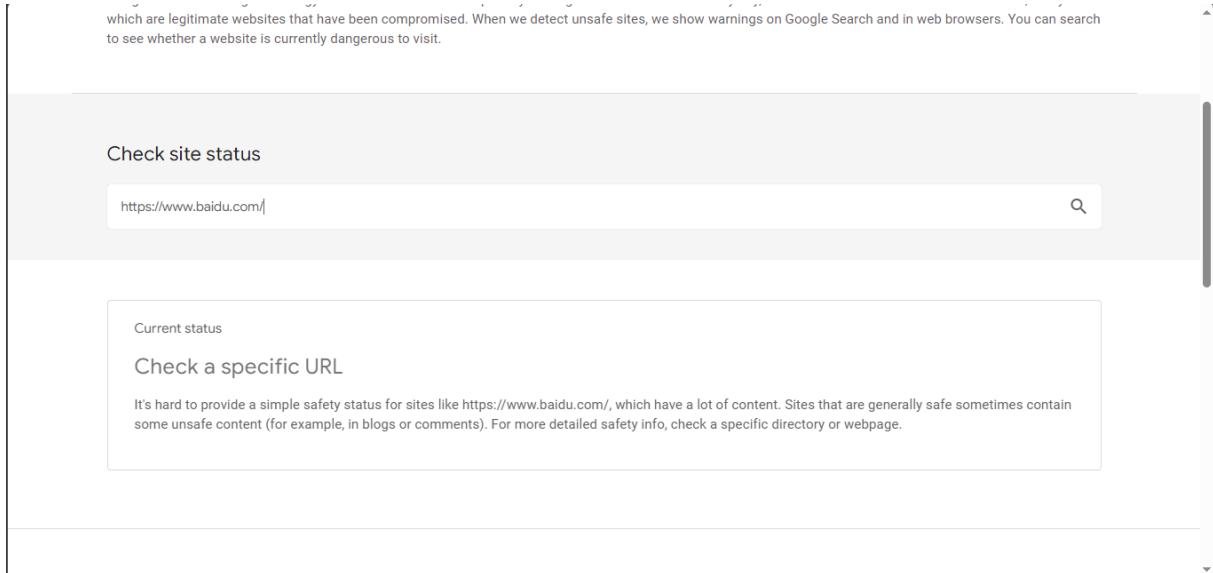 which are legitimate websites that have been compromised. When we detect unsafe sites, we show warnings on Google Search and in web browsers. You can search
to see whether a website is currently dangerous to visit.
Check site status
https://www.baidu.com/
Current status
Check a specific URL
It's hard to provide a simple safety status for sites like https://www.baidu.com/, which have a lot of content. Sites that are generally safe sometimes contain
some unsafe content (for example, in blogs or comments). For more detailed safety info, check a specific directory or webpage.